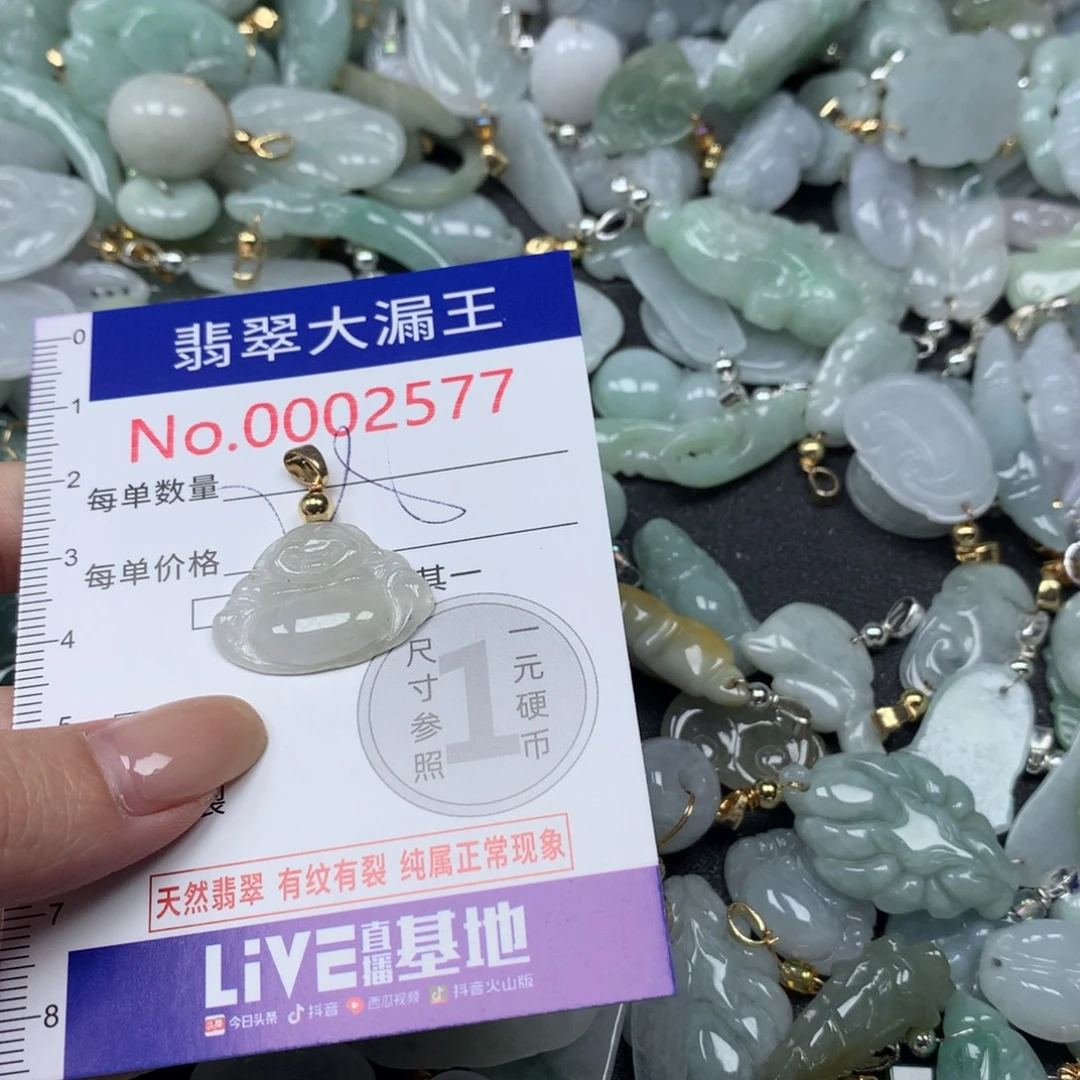 翡翠大漏王
No.0002577
每单数量
每单价格
其一
尺寸参照
1
一元硬币
裂
天然翡翠 有纹有裂 纯属正常现象
LiVE直播基地
头条 今日头条 抖音 西瓜视频 抖音火山版
0
1
2
3
4
5
7
8